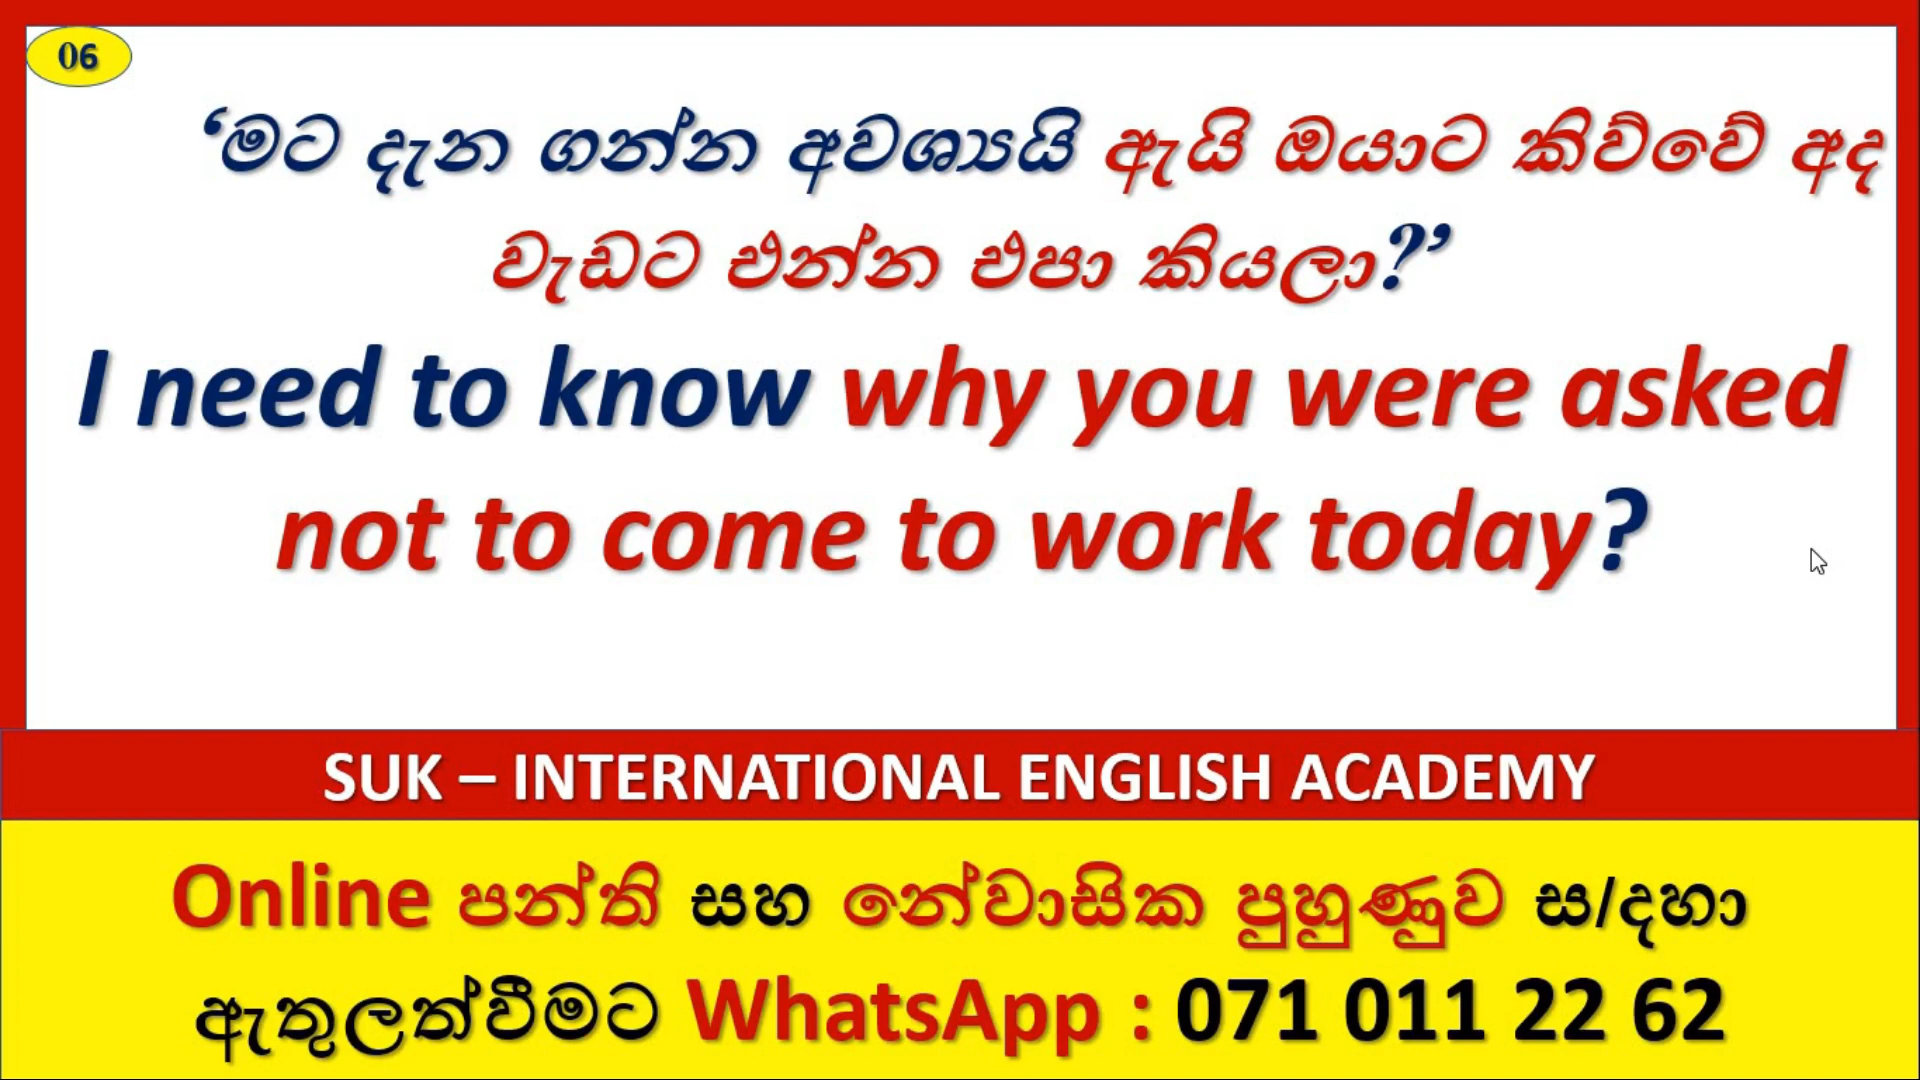 06
‘මට දැන ගන්න අවශ්‍යයි ඇයි ඔයාට කිව්වේ අද
වැඩට එන්න එපා කියලා?’
I need to know why you were asked
not to come to work today?
SUK – INTERNATIONAL ENGLISH ACADEMY
Online පන්ති සහ නේවාසික පුහුණුව ස/දහා
ඇතුලත්වීමට WhatsApp : 071 011 22 62